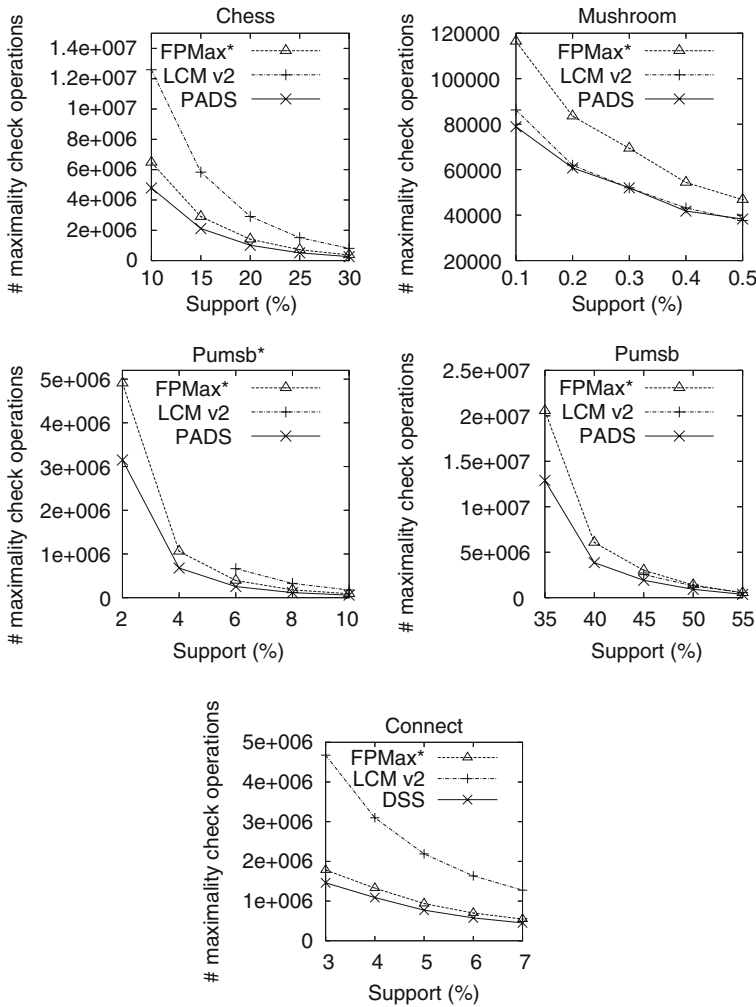 Chess
# maximality check operations
1.4e+007
1.2e+007
1e+007
8e+006
6e+006
4e+006
2e+006
0
FPMax*
LCM v2
PADS
10 15 20 25 30
Support (%)
Mushroom
# maximality check operations
120000
100000
80000
60000
40000
20000
FPMax*
LCM v2
PADS
0.1 0.2 0.3 0.4 0.5
Support (%)
Pumsb*
# maximality check operations
5e+006
4e+006
3e+006
2e+006
1e+006
0
FPMax*
LCM v2
PADS
2 4 6 8 10
Support (%)
Pumsb
# maximality check operations
2.5e+007
2e+007
1.5e+007
1e+007
5e+006
0
FPMax*
LCM v2
PADS
35 40 45 50 55
Support (%)
Connect
# maximality check operations
5e+006
4e+006
3e+006
2e+006
1e+006
0
FPMax*
LCM v2
DSS
3 4 5 6 7
Support (%)